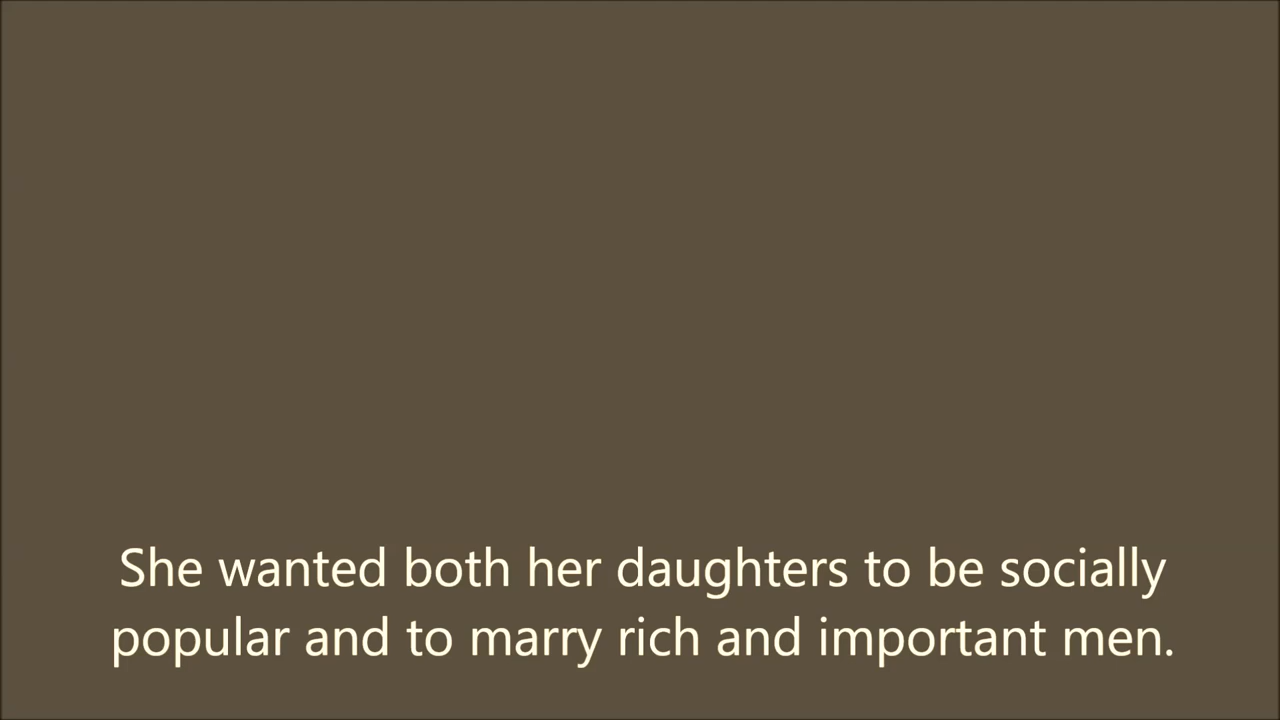 She wanted both her daughters to be socially
popular and to marry rich and important men.